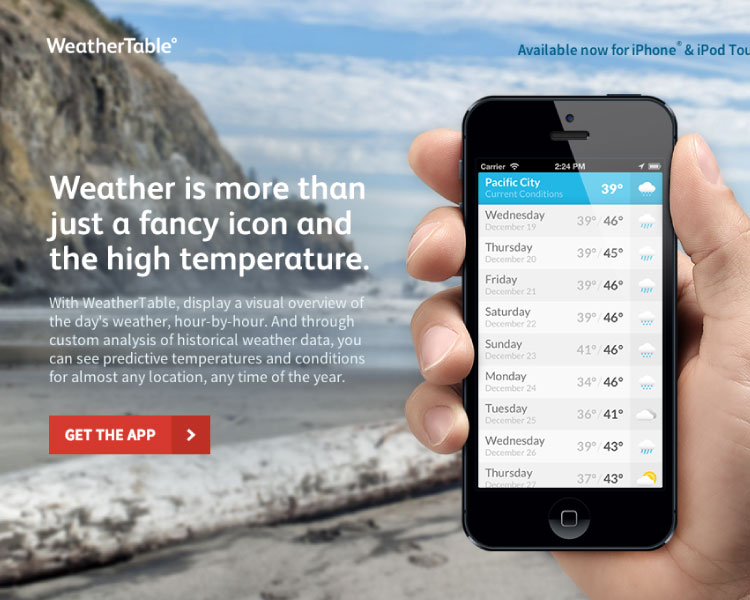 WeatherTable°
Available now for iPhone® & iPod Tou
Weather is more than
just a fancy icon and
the high temperature.
With WeatherTable, display a visual overview of
the day's weather, hour-by-hour. And through
custom analysis of historical weather data, you
can see predictive temperatures and conditions
for almost any location, any time of the year.
GET THE APP
Carrier 2:24 PM
Pacific City 39°
Current Conditions
Wednesday 39° / 46°
December 19
Thursday 39° / 45°
December 20
Friday 39° / 46°
December 21
Saturday 39° / 46°
December 22
Sunday 41° / 46°
December 23
Monday 34° / 46°
December 24
Tuesday 36° / 41°
December 25
Wednesday 39° / 43°
December 26
Thursday 37° / 43°
December 27